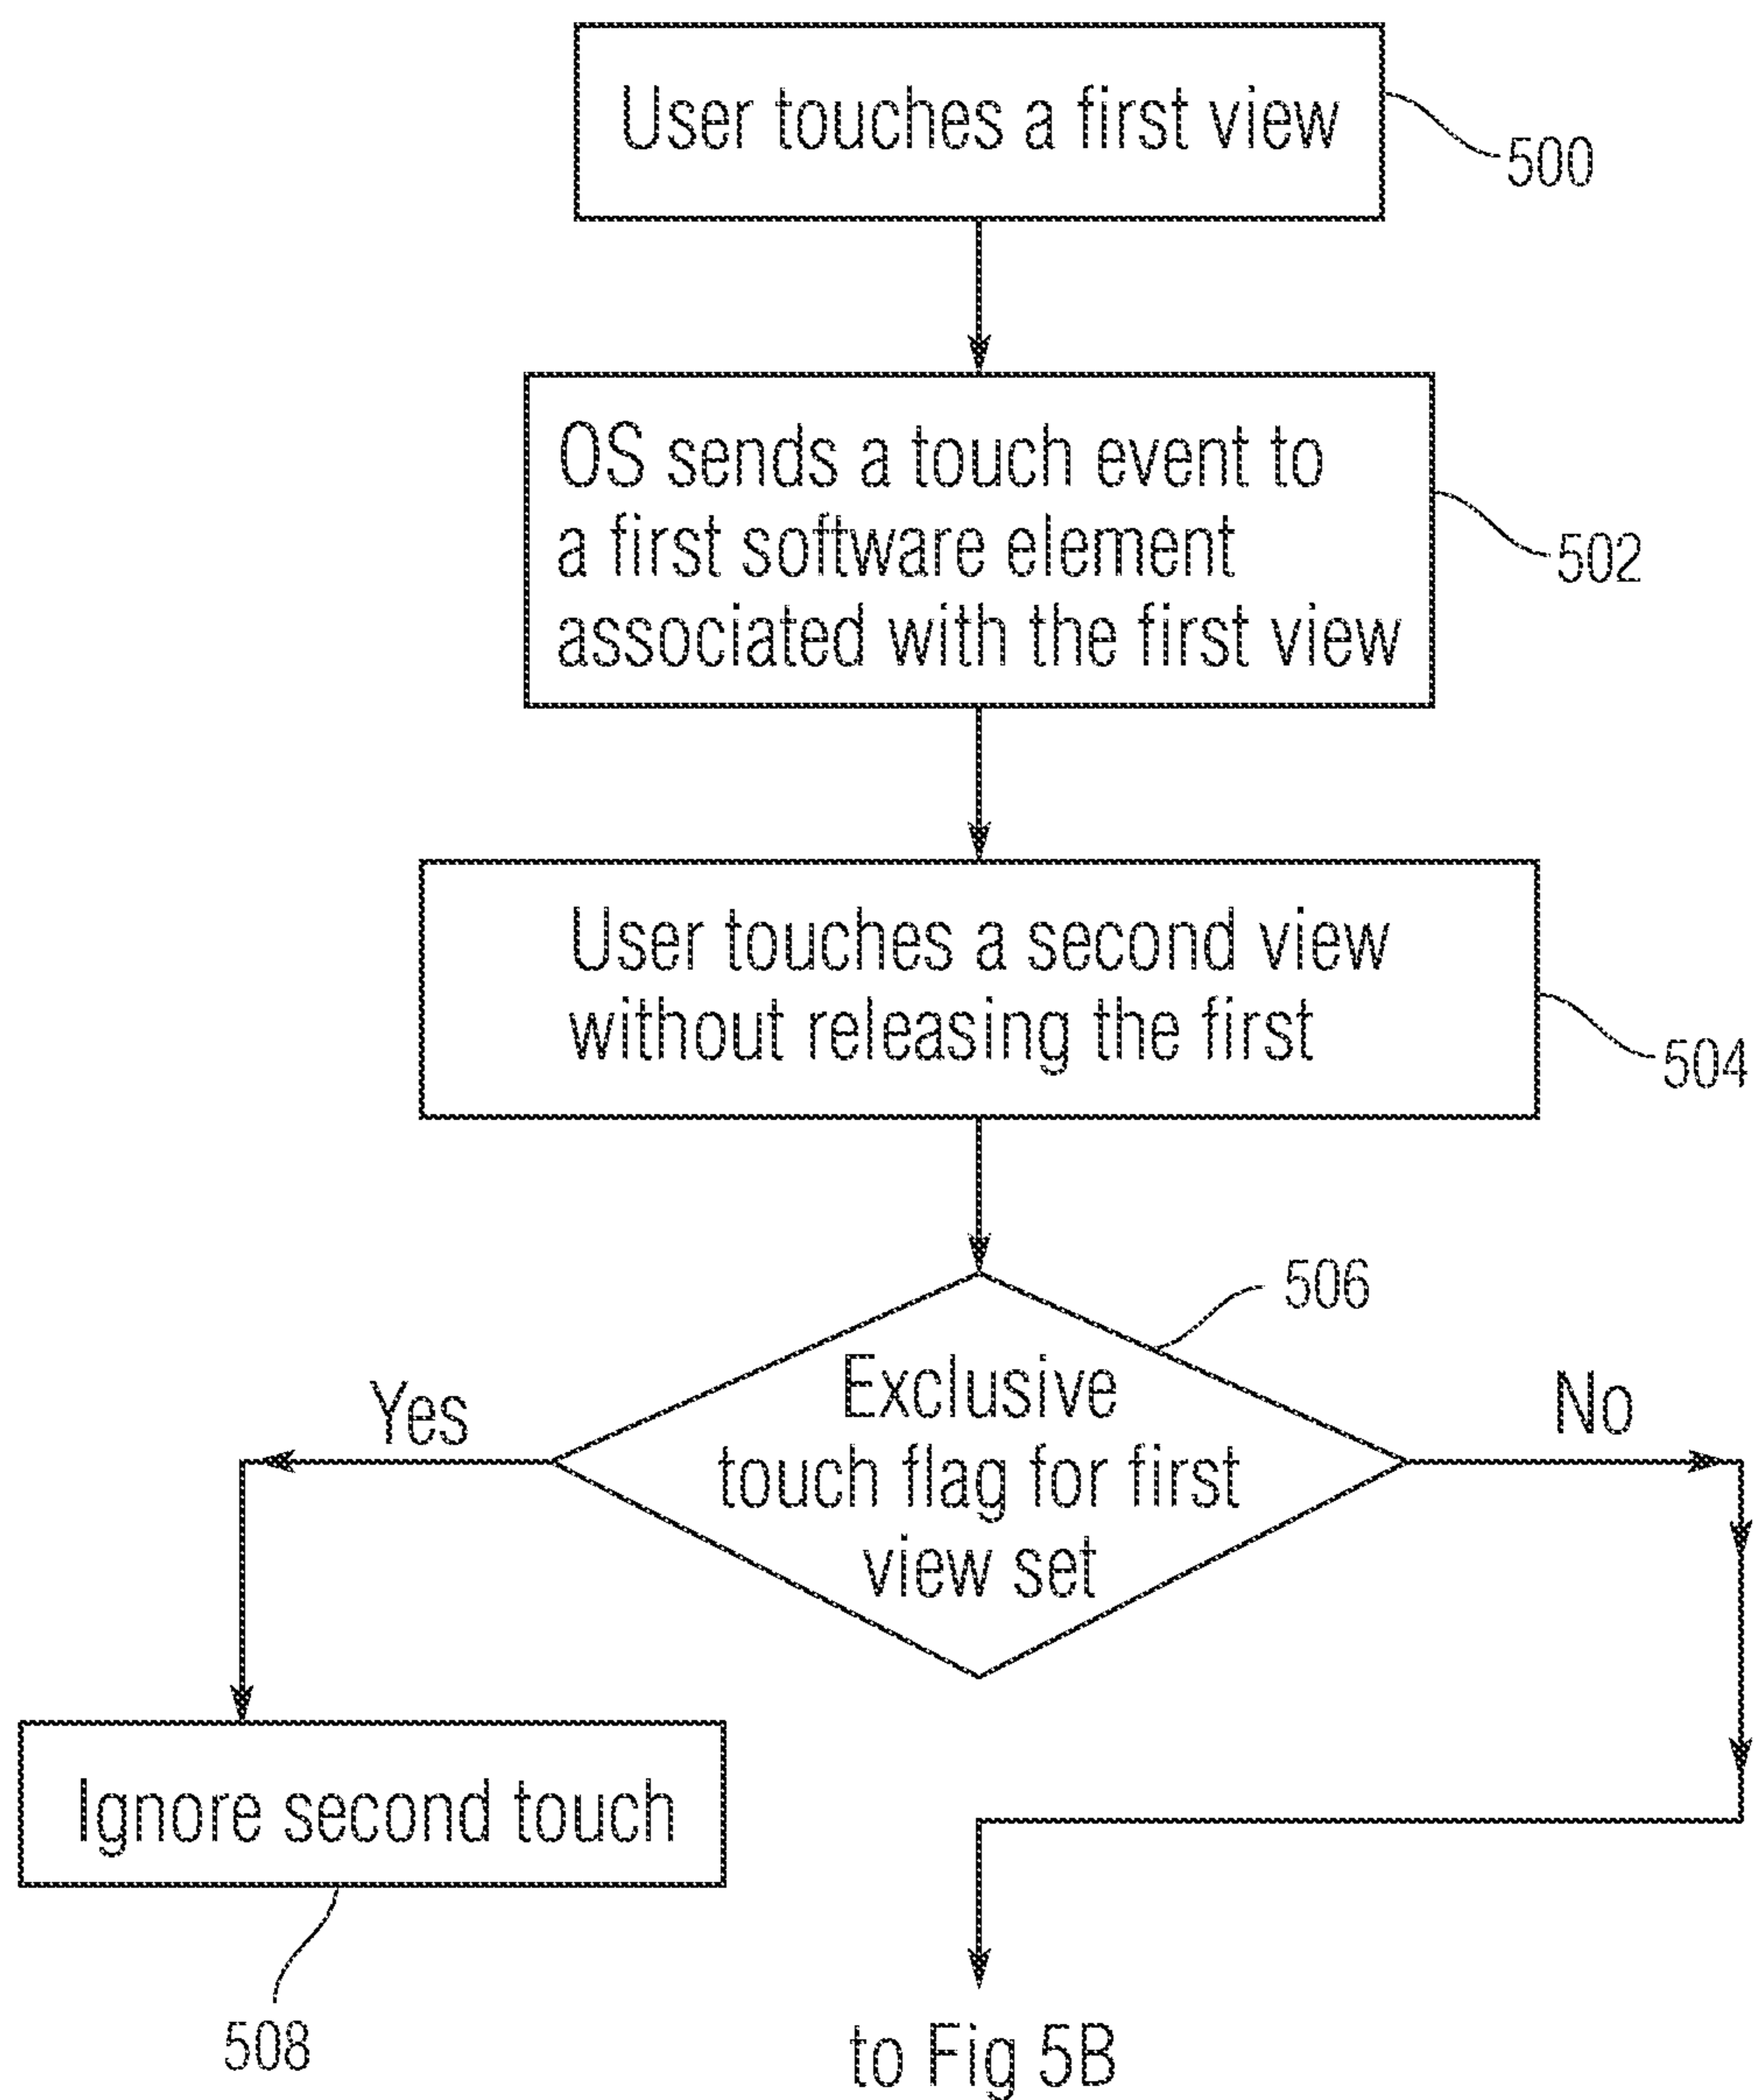 User touches a first view
500
OS sends a touch event to
a first software element
associated with the first view
502
User touches a second view
without releasing the first
504
506
Exclusive
touch flag for first
view set
Yes
No
Ignore second touch
508
to Fig 5B